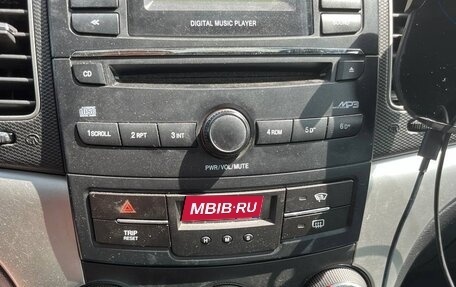 DIGITAL MUSIC PLAYER
CD
MP3
1 SCROLL 2 RPT 3 INT 4 RDM 5 D- 6 D+
PWR/VOL/MUTE
MBIB.RU
TRIP
RESET
H M S